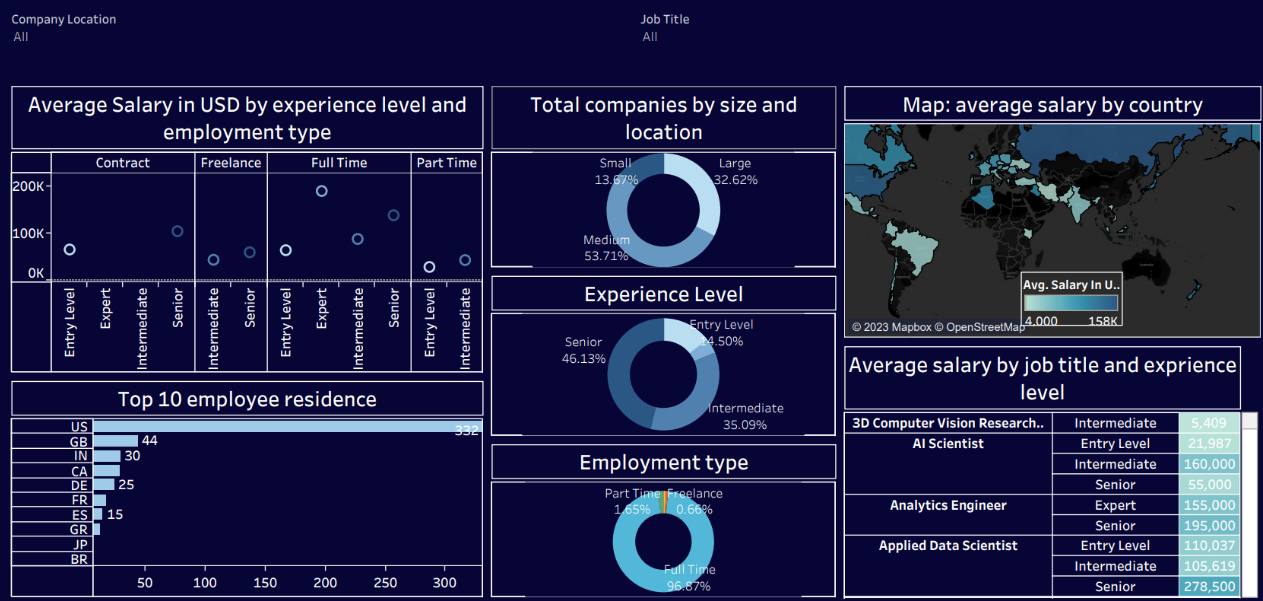 Company Location
All
Job Title
All
Average Salary in USD by experience level and
employment type
Contract
Freelance
Full Time
Part Time
200K
100K
0K
Entry Level
Expert
Intermediate
Senior
Intermediate
Senior
Entry Level
Expert
Intermediate
Senior
Entry Level
Intermediate
Top 10 employee residence
US 332
GB 44
IN 30
CA
DE 25
FR
ES 15
GR
JP
BR
50 100 150 200 250 300
Total companies by size and
location
Small
13.67%
Large
32.62%
Medium
53.71%
Experience Level
Entry Level
14.50%
Senior
46.13%
Intermediate
35.09%
Employment type
Part Time
1.65%
Freelance
0.66%
Full Time
96.87%
Map: average salary by country
Avg. Salary In U..
4,000 158K
© 2023 Mapbox © OpenStreetMap
Average salary by job title and exprience
level
3D Computer Vision Research.. Intermediate 5,409
AI Scientist Entry Level 21,987
Intermediate 160,000
Senior 55,000
Analytics Engineer Expert 155,000
Senior 195,000
Applied Data Scientist Entry Level 110,037
Intermediate 105,619
Senior 278,500